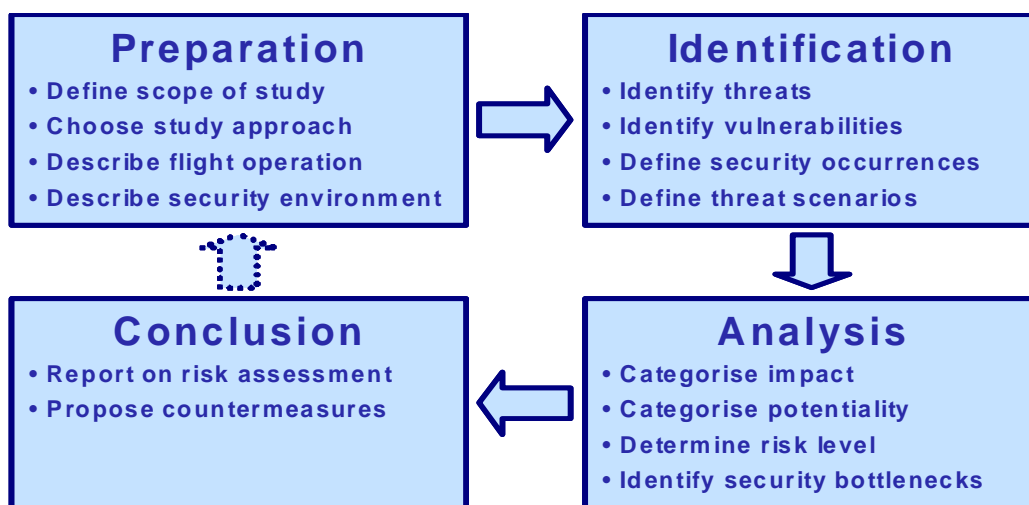 Preparation
• Define scope of study
• Choose study approach
• Describe flight operation
• Describe security environment
Identification
• Identify threats
• Identify vulnerabilities
• Define security occurrences
• Define threat scenarios
Conclusion
• Report on risk assessment
• Propose countermeasures
Analysis
• Categorise impact
• Categorise potentiality
• Determine risk level
• Identify security bottlenecks